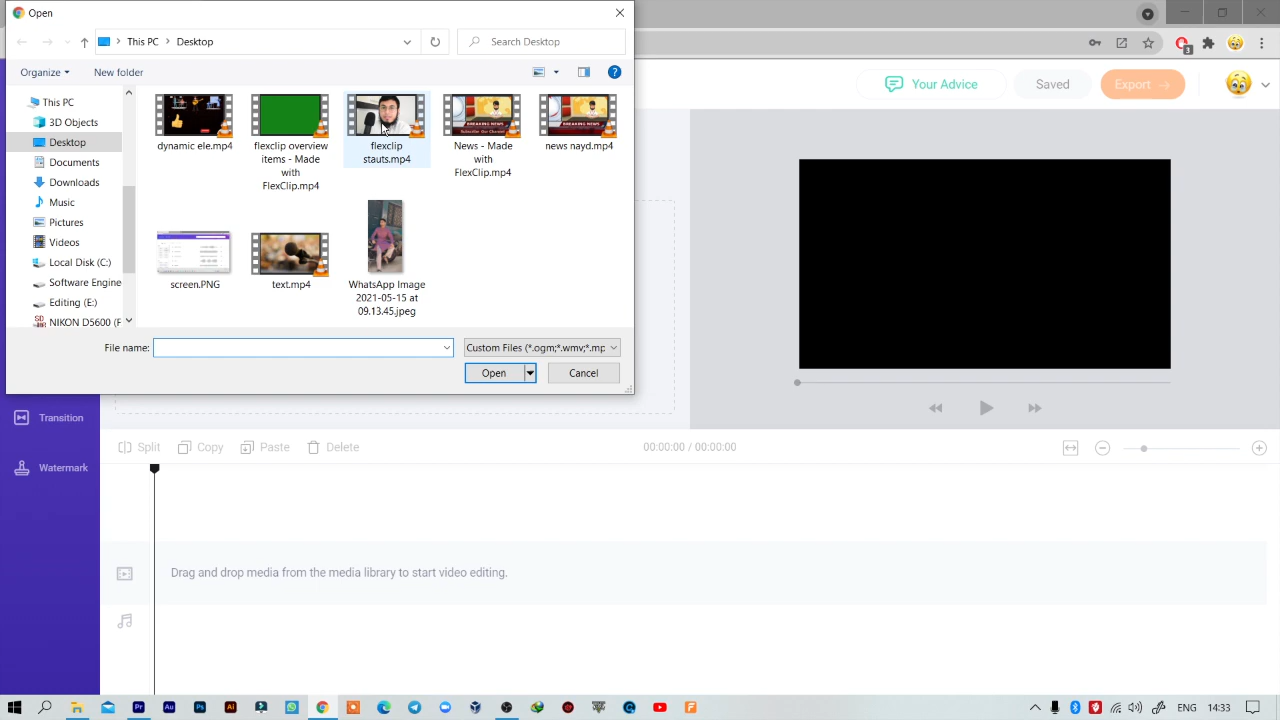 Open
This PC
Desktop
Search Desktop
Organize
New folder
This PC
3D Objects
Desktop
Documents
Downloads
Music
Pictures
Videos
Local Disk (C:)
Software Engine
Editing (E:)
NIKON D5600 (F
dynamic ele.mp4
flexclip overview
items - Made
with
FlexClip.mp4
flexclip
stauts.mp4
News - Made
with
FlexClip.mp4
news nayd.mp4
screen.PNG
text.mp4
WhatsApp Image
2021-05-15 at
09.13.45.jpeg
File name:
Custom Files (*.ogm;*.wmv;*.mp
Open
Cancel
3
Your Advice
Saved
Export
Transition
Watermark
Split
Copy
Paste
Delete
00:00:00 / 00:00:00
Drag and drop media from the media library to start video editing.
Pr
Au
Ps
Ai
ENG
14:33